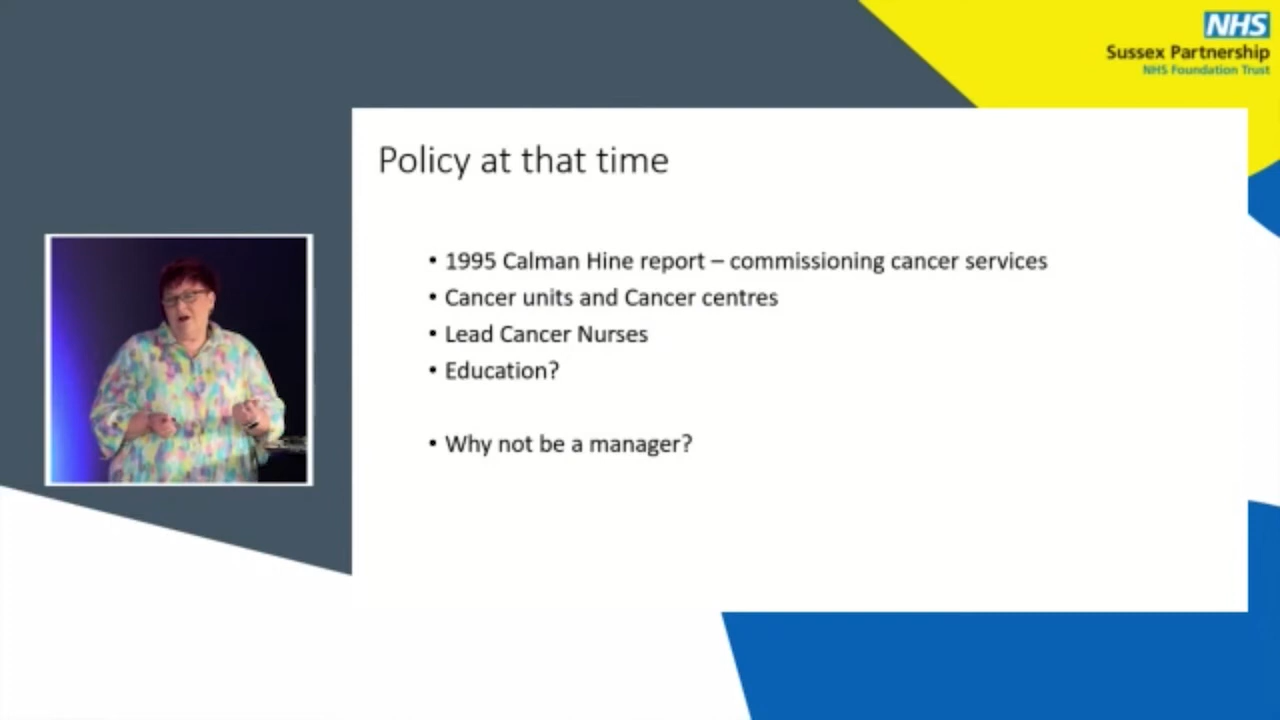 NHS
Sussex Partnership
NHS Foundation Trust
Policy at that time
• 1995 Calman Hine report – commissioning cancer services
• Cancer units and Cancer centres
• Lead Cancer Nurses
• Education?
• Why not be a manager?